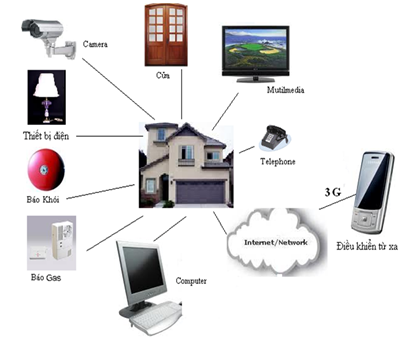 Camera
Cửa
Mutilmedia
Thiết bị điện
Telephone
Báo Khói
3G
Internet/Network
Điều khiển từ xa
Báo Gas
Computer